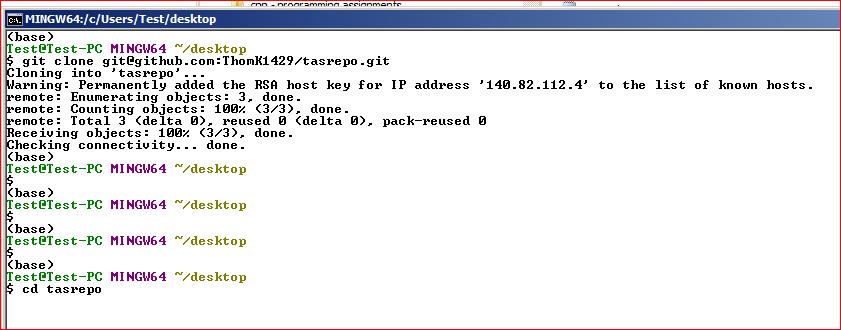 cpp - programming assignments
MINGW64:/c/Users/Test/desktop
(base)
Test@Test-PC MINGW64 ~/desktop
$ git clone git@github.com:ThomK1429/tasrepo.git
Cloning into 'tasrepo'...
Warning: Permanently added the RSA host key for IP address '140.82.112.4' to the list of known hosts.
remote: Enumerating objects: 3, done.
remote: Counting objects: 100% (3/3), done.
remote: Total 3 (delta 0), reused 0 (delta 0), pack-reused 0
Receiving objects: 100% (3/3), done.
Checking connectivity... done.
(base)
Test@Test-PC MINGW64 ~/desktop
$
(base)
Test@Test-PC MINGW64 ~/desktop
$
(base)
Test@Test-PC MINGW64 ~/desktop
$
(base)
Test@Test-PC MINGW64 ~/desktop
$ cd tasrepo